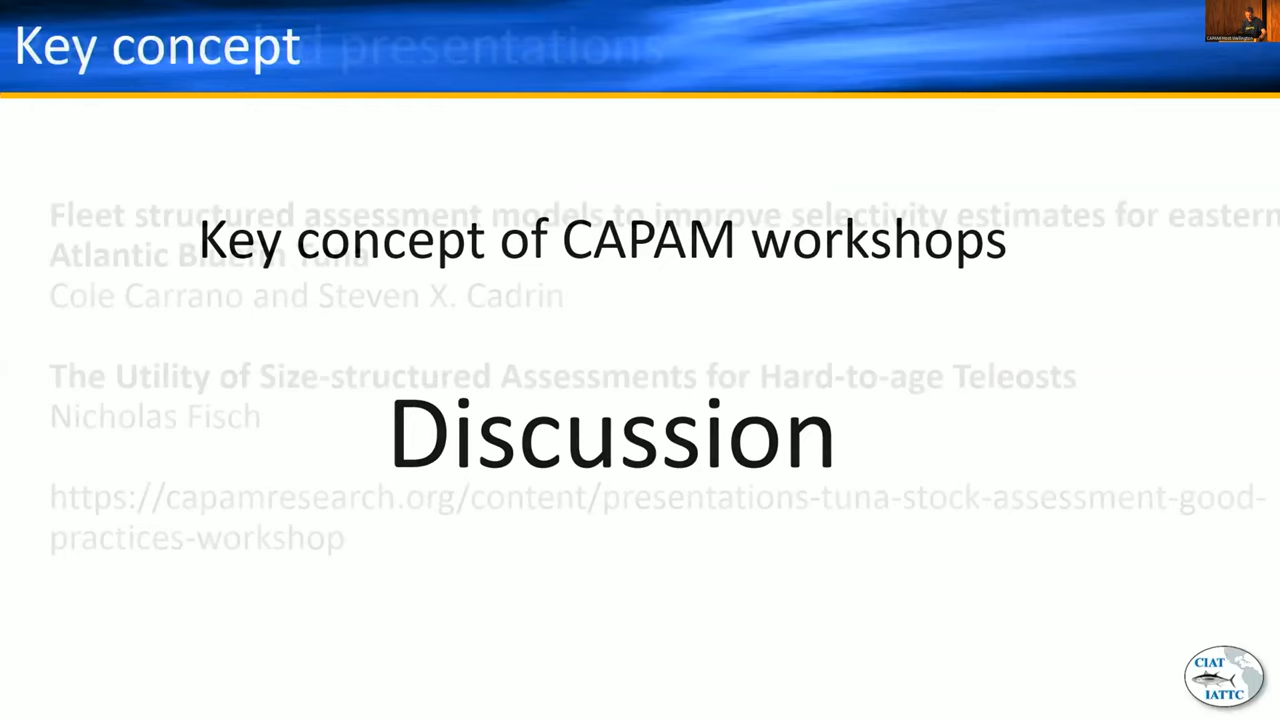 Key concept
presentations
Fleet structured assessment models to improve selectivity estimates for eastern
Key concept of CAPAM workshops
Atlantic Bluefin Tuna
Cole Carrano and Steven X. Cadrin
The Utility of Size-structured Assessments for Hard-to-age Teleosts
Nicholas Fisch
Discussion
https://capamresearch.org/content/presentations-tuna-stock-assessment-good-
practices-workshop
CIAT
IATTC